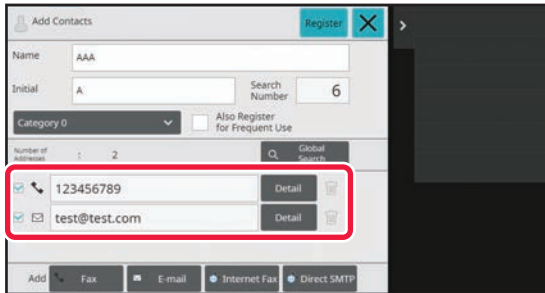 Add Contacts
Register
Name
AAA
Initial
A
Search
Number
6
Category 0
Also Register
for Frequent Use
Number of
Addresses
:
2
Global
Search
123456789
Detail
test@test.com
Detail
Add
Fax
E-mail
Internet Fax
Direct SMTP